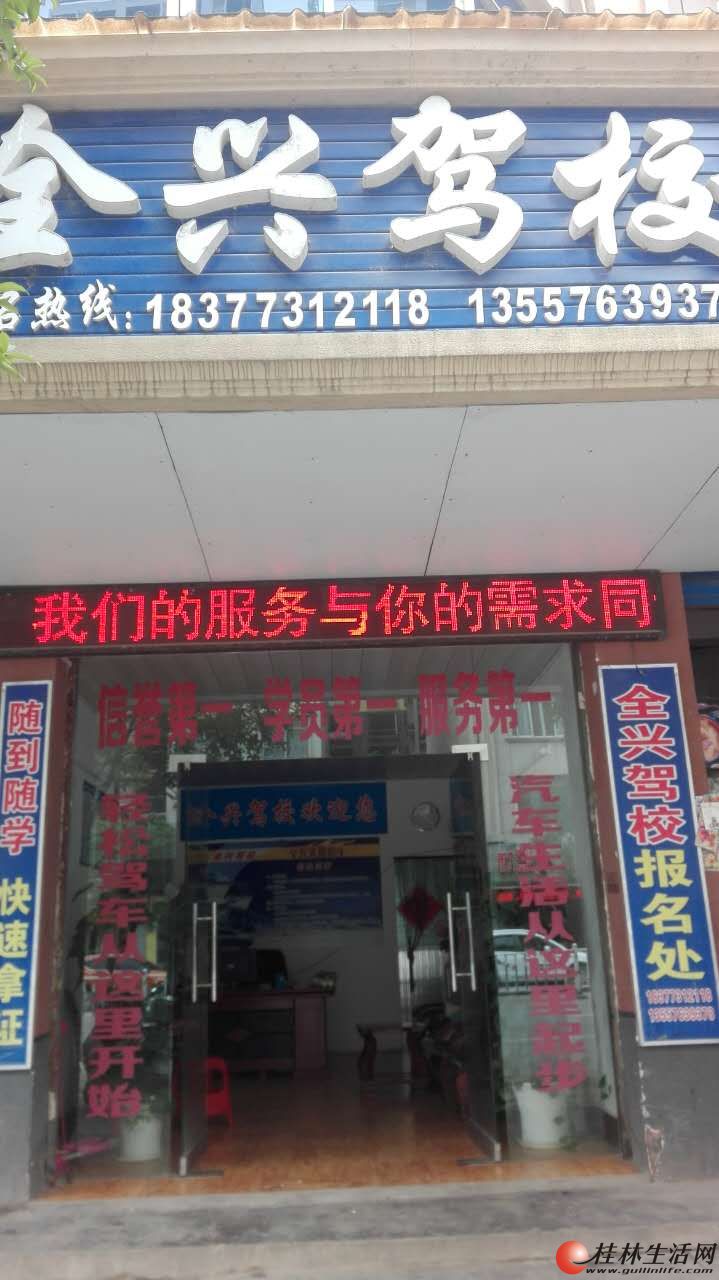 全兴驾校
名热线:18377312118 1355763937
我们的服务与你的需求同
信誉第一 学员第一 服务第一
随到随学 快速拿证
轻松驾车从这里开始
全兴驾校欢迎您
汽车生活从这里起步
全兴驾校报名处
18377312118
桂林生活网
www.guilinlife.com